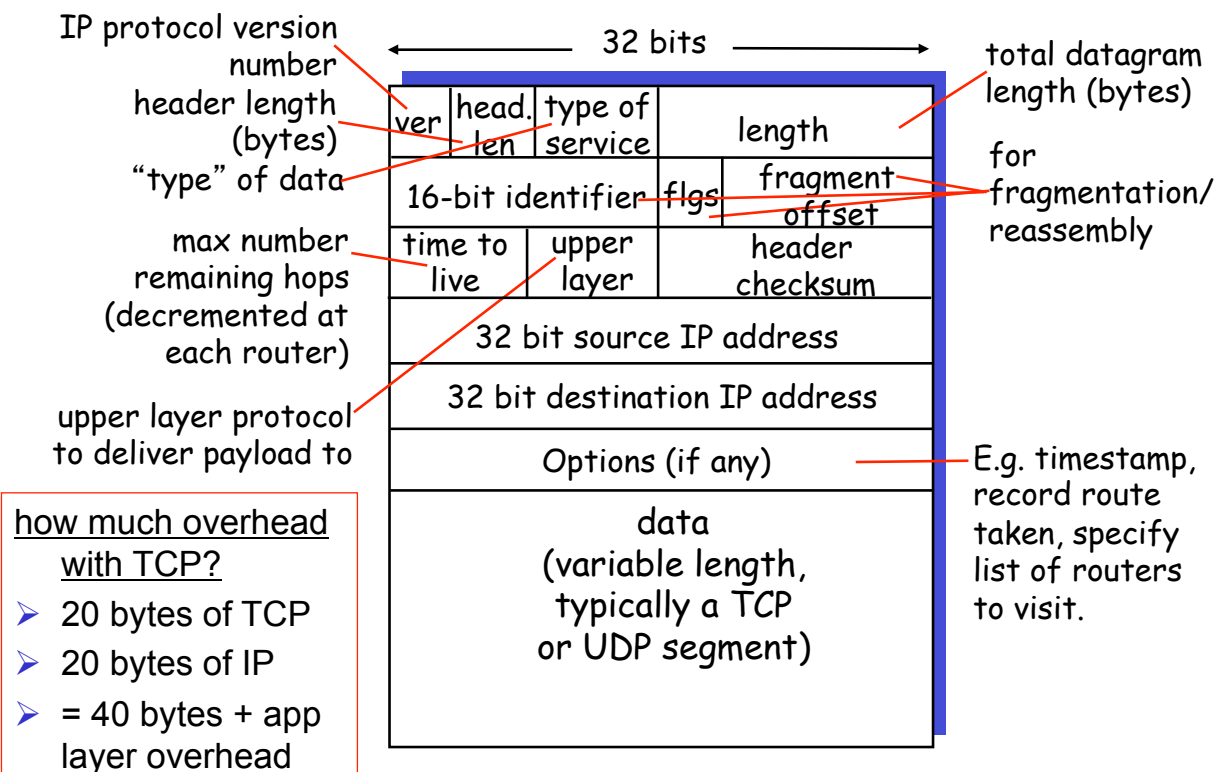 IP protocol version
number
header length
(bytes)
“type” of data
max number
remaining hops
(decremented at
each router)
upper layer protocol
to deliver payload to
how much overhead
with TCP?
➢ 20 bytes of TCP
➢ 20 bytes of IP
➢ = 40 bytes + app
layer overhead
32 bits
ver
head.
len
type of
service
length
16-bit identifier
flgs
fragment
offset
time to
live
upper
layer
header
checksum
32 bit source IP address
32 bit destination IP address
Options (if any)
data
(variable length,
typically a TCP
or UDP segment)
total datagram
length (bytes)
for
fragmentation/
reassembly
E.g. timestamp,
record route
taken, specify
list of routers
to visit.